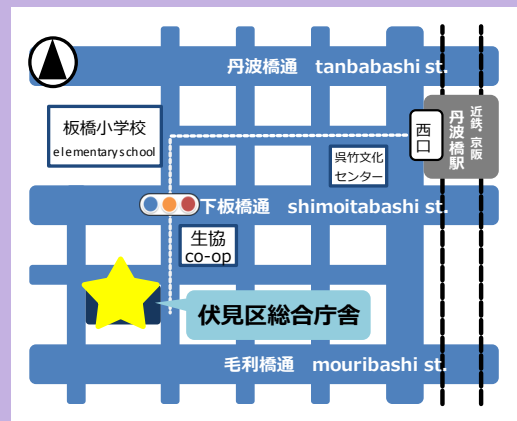 丹波橋通 tanbabashi st.
近鉄、京阪
丹波橋駅
西口
板橋小学校
elementary school
呉竹文化
センター
下板橋通 shimoitabashi st.
生協
co-op
伏見区総合庁舎
毛利橋通 mouribashi st.